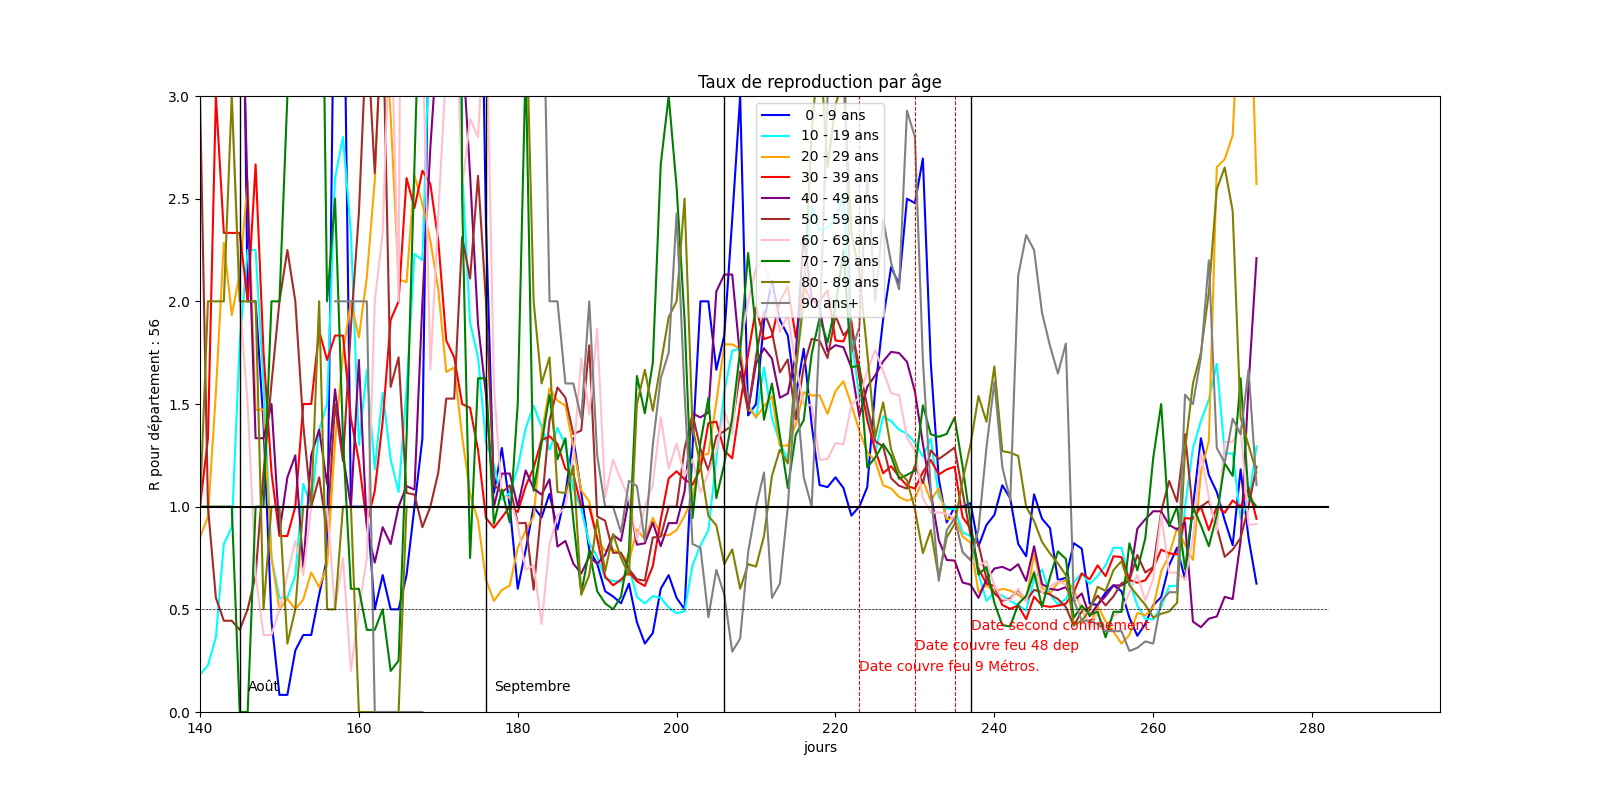 Taux de reproduction par âge
R pour département : 56
3.0
2.5
2.0
1.5
1.0
0.5
0.0
0 - 9 ans
10 - 19 ans
20 - 29 ans
30 - 39 ans
40 - 49 ans
50 - 59 ans
60 - 69 ans
70 - 79 ans
80 - 89 ans
90 ans+
Date second confinement
Date couvre feu 48 dep
Date couvre feu 9 Métros.
Août
Septembre
140 160 180 200 220 240 260 280
jours